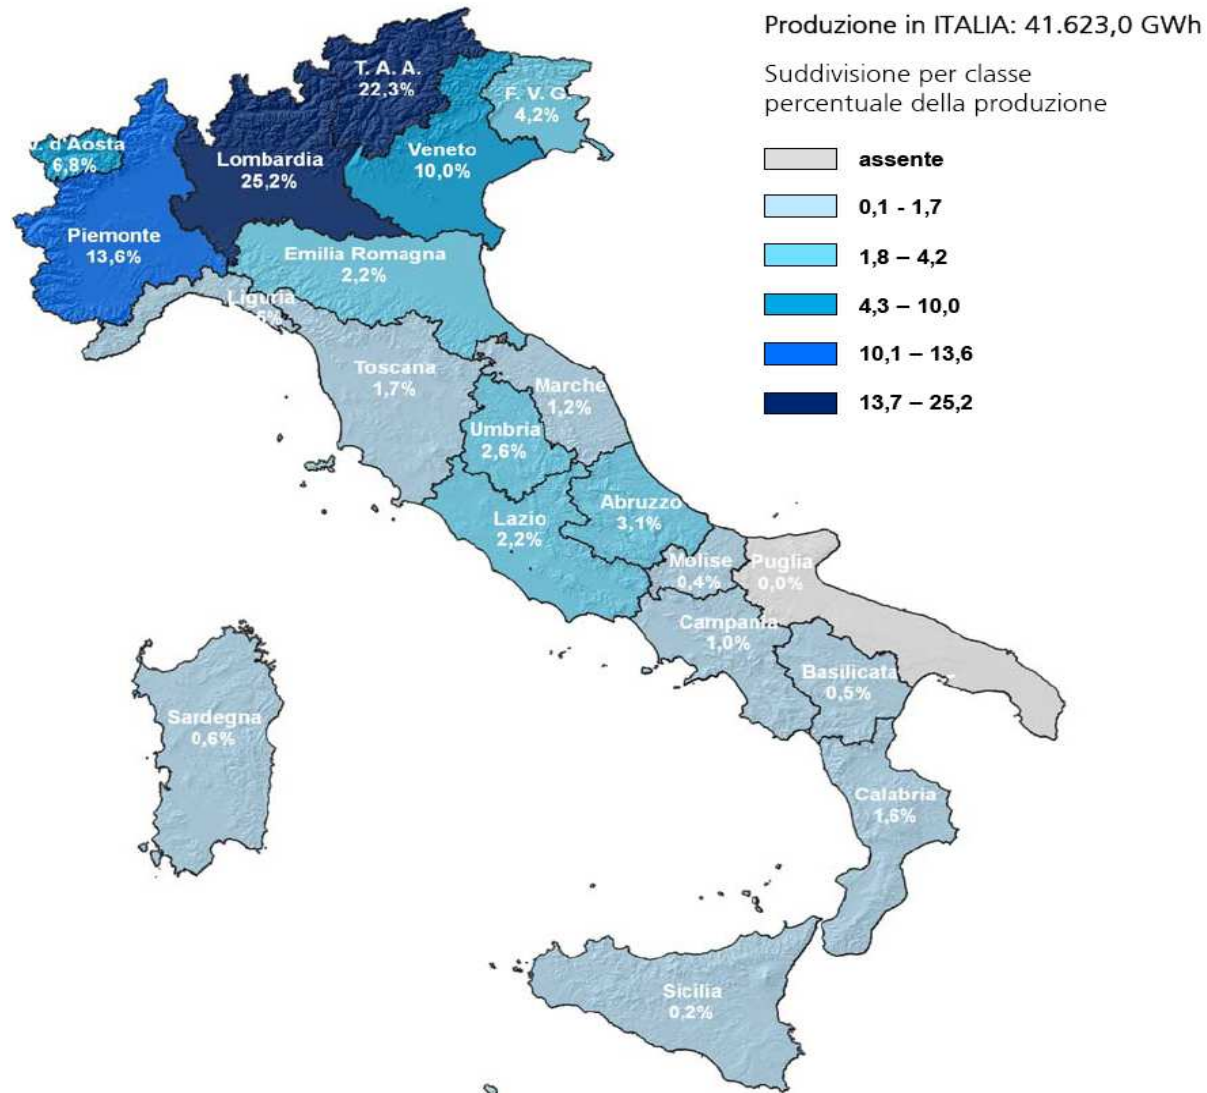 Produzione in ITALIA: 41.623,0 GWh
Suddivisione per classe
percentuale della produzione
assente
0,1 - 1,7
1,8 – 4,2
4,3 – 10,0
10,1 – 13,6
13,7 – 25,2
T. A. A.
22,3%
F. V. G.
4,2%
V. d'Aosta
6,8%
Lombardia
25,2%
Veneto
10,0%
Piemonte
13,6%
Emilia Romagna
2,2%
Liguria
Toscana
1,7%
Marche
1,2%
Umbria
2,6%
Lazio
2,2%
Abruzzo
3,1%
Molise
0,4%
Puglia
0,0%
Campania
1,0%
Basilicata
0,5%
Sardegna
0,6%
Calabria
1,6%
Sicilia
0,2%